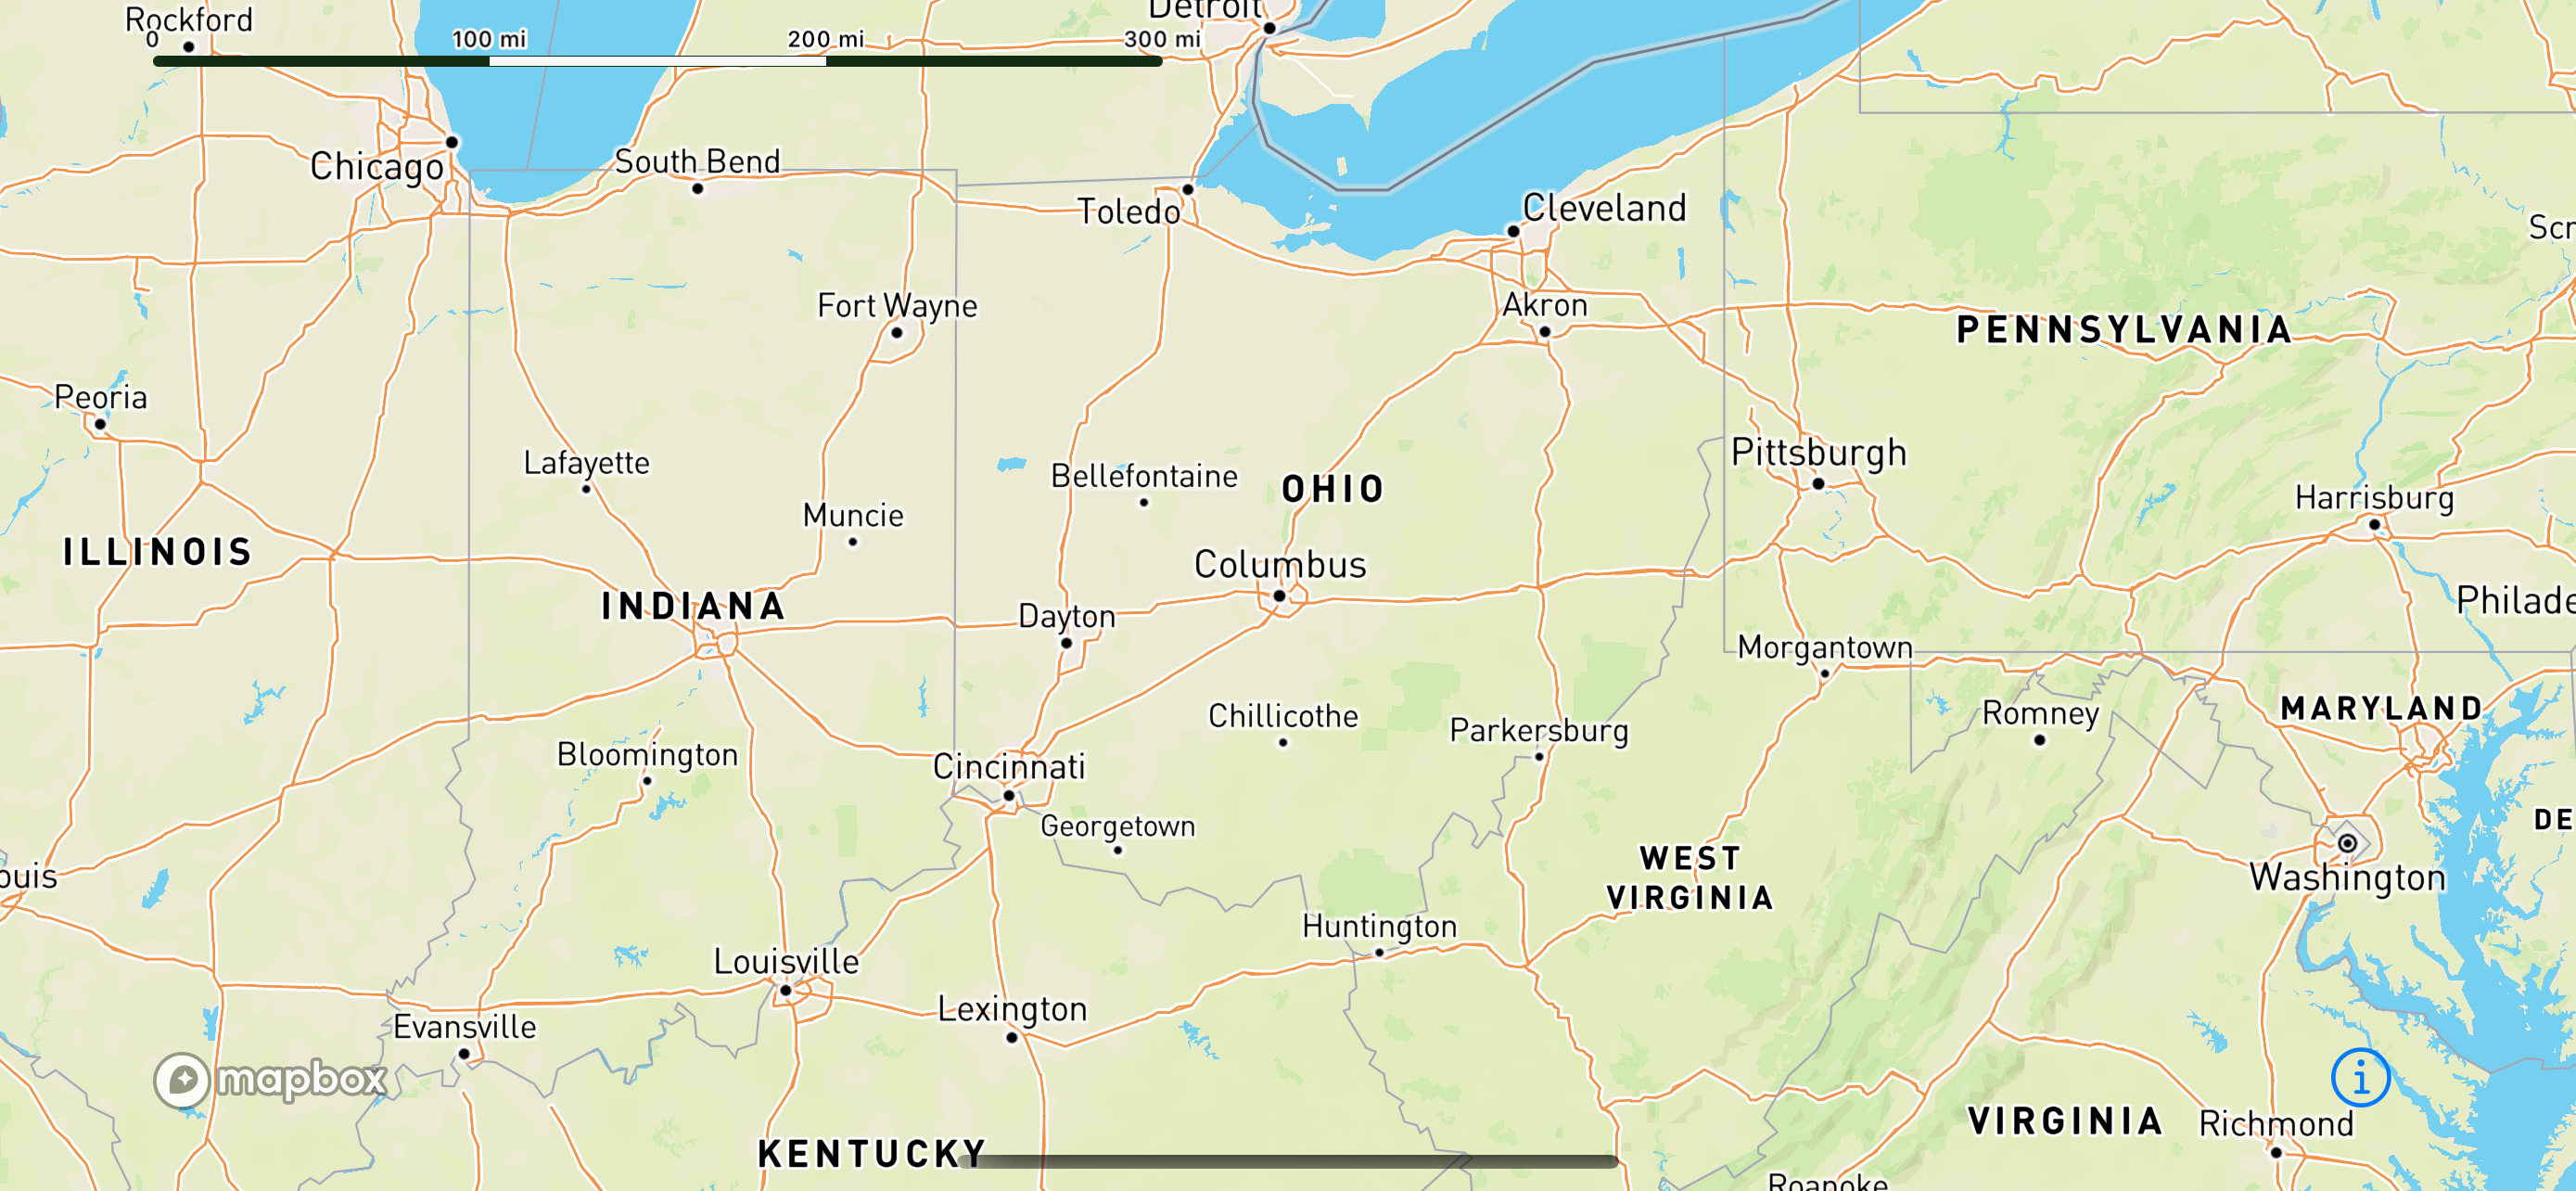 Detroit
Rockford
0 100 mi 200 mi 300 mi
Chicago
South Bend
Toledo
Cleveland
Scr
Fort Wayne
Akron
PENNSYLVANIA
Peoria
Lafayette
Bellefontaine
OHIO
Pittsburgh
Harrisburg
Muncie
ILLINOIS
Columbus
INDIANA
Dayton
Philade
Morgantown
Chillicothe
Parkersburg
Romney
MARYLAND
Bloomington
Cincinnati
Georgetown
DE
WEST
VIRGINIA
ouis
Washington
Huntington
Louisville
Lexington
Evansville
mapbox
i
VIRGINIA
Richmond
KENTUCKY
Roanoke